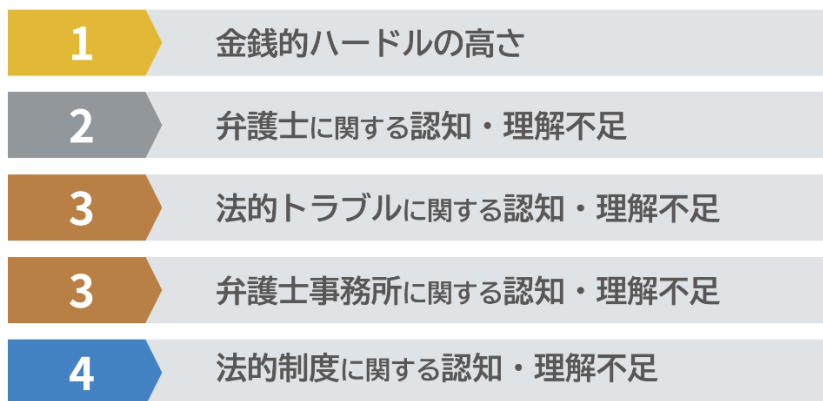 1 金銭的ハードルの高さ
2 弁護士に関する認知・理解不足
3 法的トラブルに関する認知・理解不足
3 弁護士事務所に関する認知・理解不足
4 法的制度に関する認知・理解不足